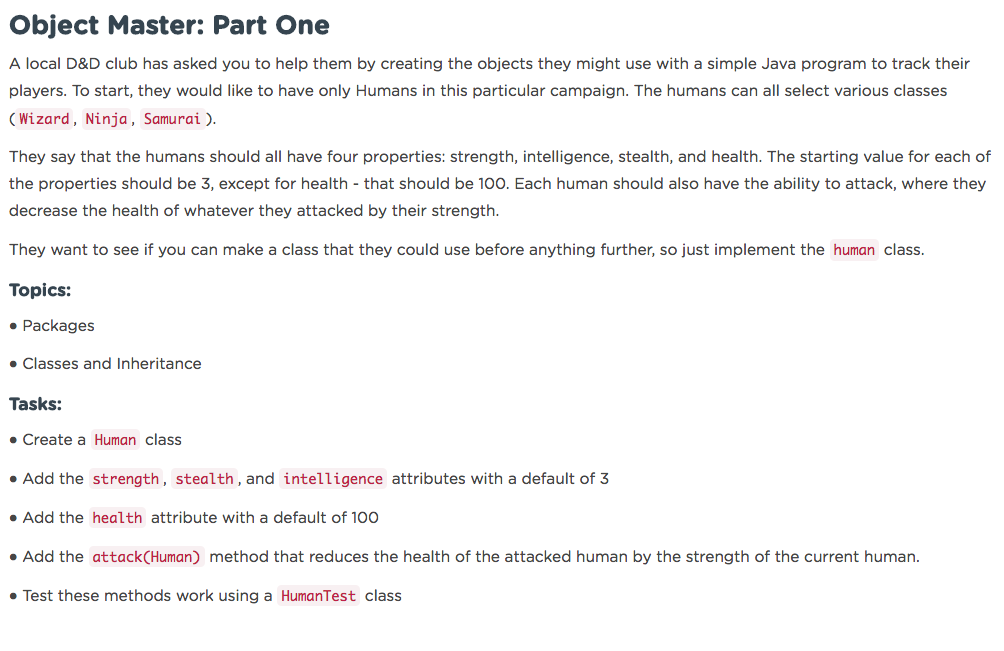 Object Master: Part One
A local D&D club has asked you to help them by creating the objects they might use with a simple Java program to track their
players. To start, they would like to have only Humans in this particular campaign. The humans can all select various classes
(Wizard, Ninja, Samurai).
They say that the humans should all have four properties: strength, intelligence, stealth, and health. The starting value for each of
the properties should be 3, except for health - that should be 100. Each human should also have the ability to attack, where they
decrease the health of whatever they attacked by their strength.
They want to see if you can make a class that they could use before anything further, so just implement the human class.
Topics:
• Packages
• Classes and Inheritance
Tasks:
• Create a Human class
• Add the strength, stealth, and intelligence attributes with a default of 3
• Add the health attribute with a default of 100
• Add the attack(Human) method that reduces the health of the attacked human by the strength of the current human.
• Test these methods work using a HumanTest class